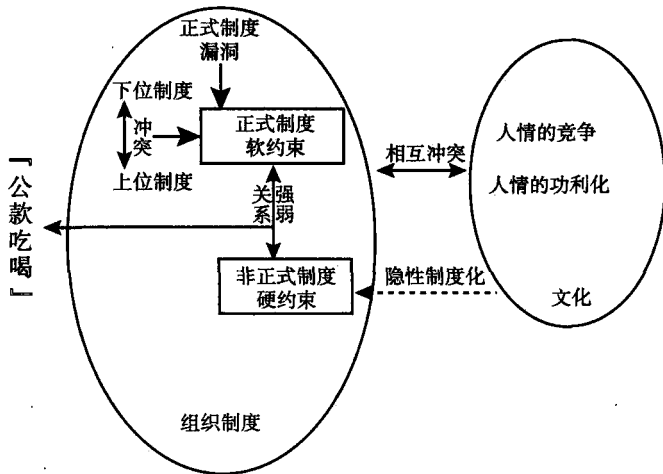 正式制度
漏洞
下位制度
冲突
上位制度
正式制度
软约束
关系
强弱
『公款吃喝』
非正式制度
硬约束
组织制度
相互冲突
隐性制度化
人情的竞争
人情的功利化
文化